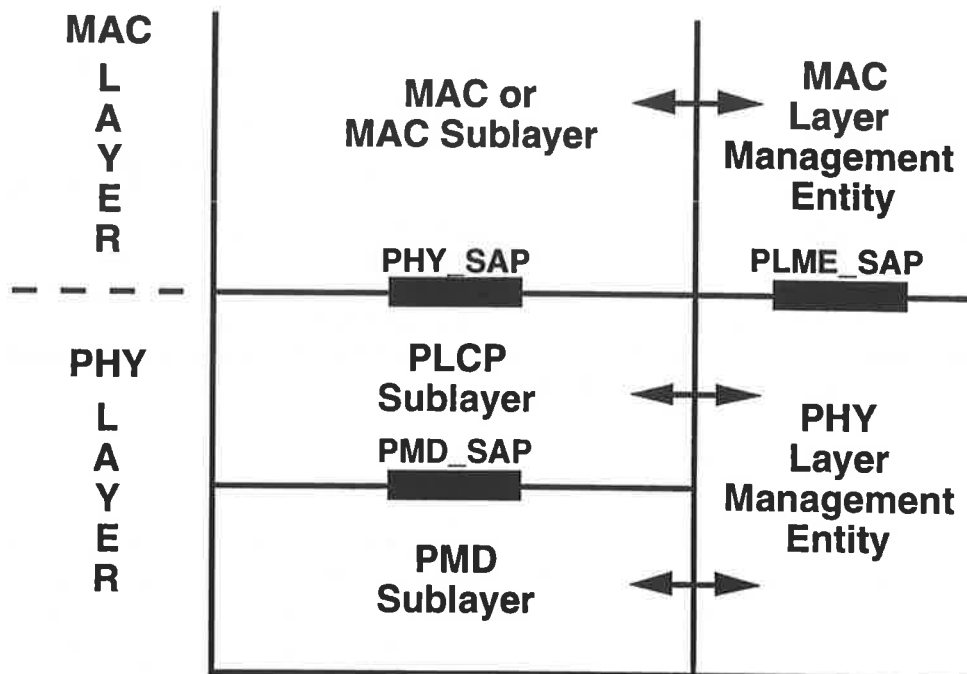 MAC
L
A
Y
E
R
MAC or
MAC Sublayer
MAC
Layer
Management
Entity
PHY_SAP
PLME_SAP
PHY
L
A
Y
E
R
PLCP
Sublayer
PMD_SAP
PHY
Layer
Management
Entity
PMD
Sublayer